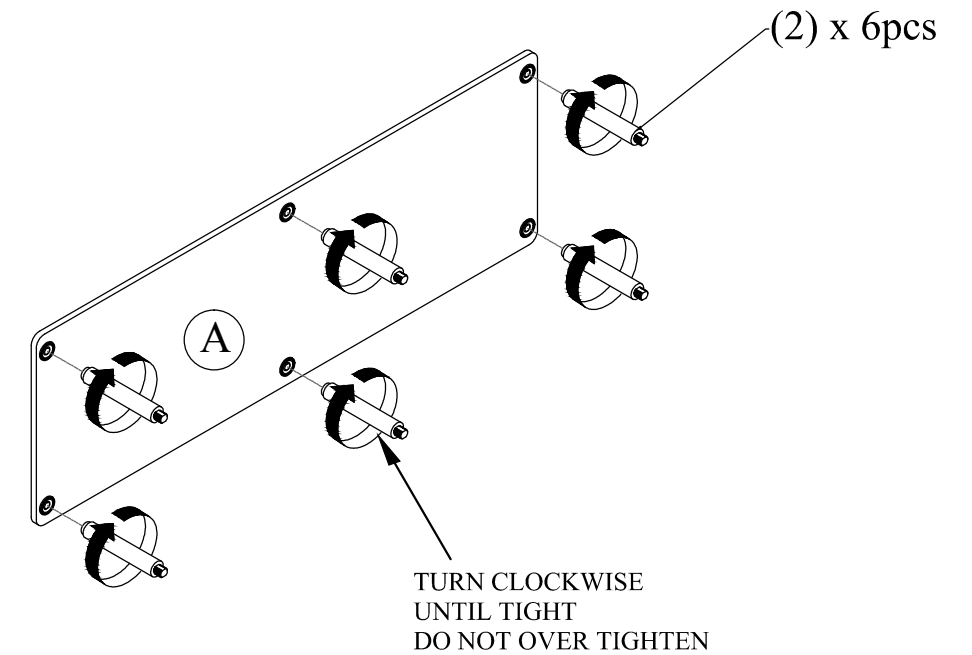 (2) x 6pcs
A
TURN CLOCKWISE
UNTIL TIGHT
DO NOT OVER TIGHTEN